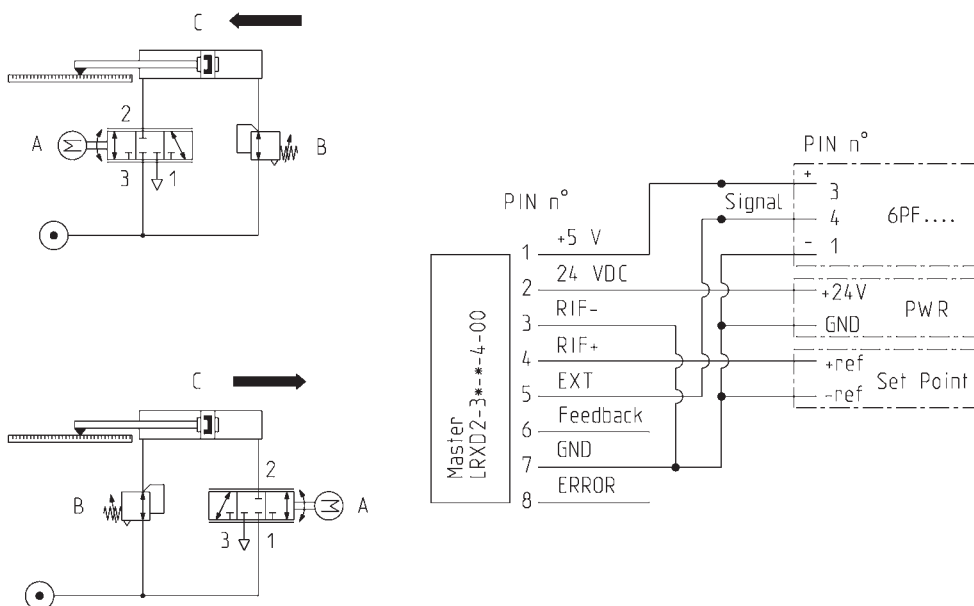 C
2
A
B
3
1
C
2
B
A
3
1
PIN n°
Master
LRXD2-3*-*-4-00
1
+5 V
2
24 VDC
3
RIF-
4
RIF+
5
EXT
6
Feedback
7
GND
8
ERROR
PIN n°
Signal
+
3
4
- 1
6PF....
+24V
GND
PWR
+ref
-ref
Set Point